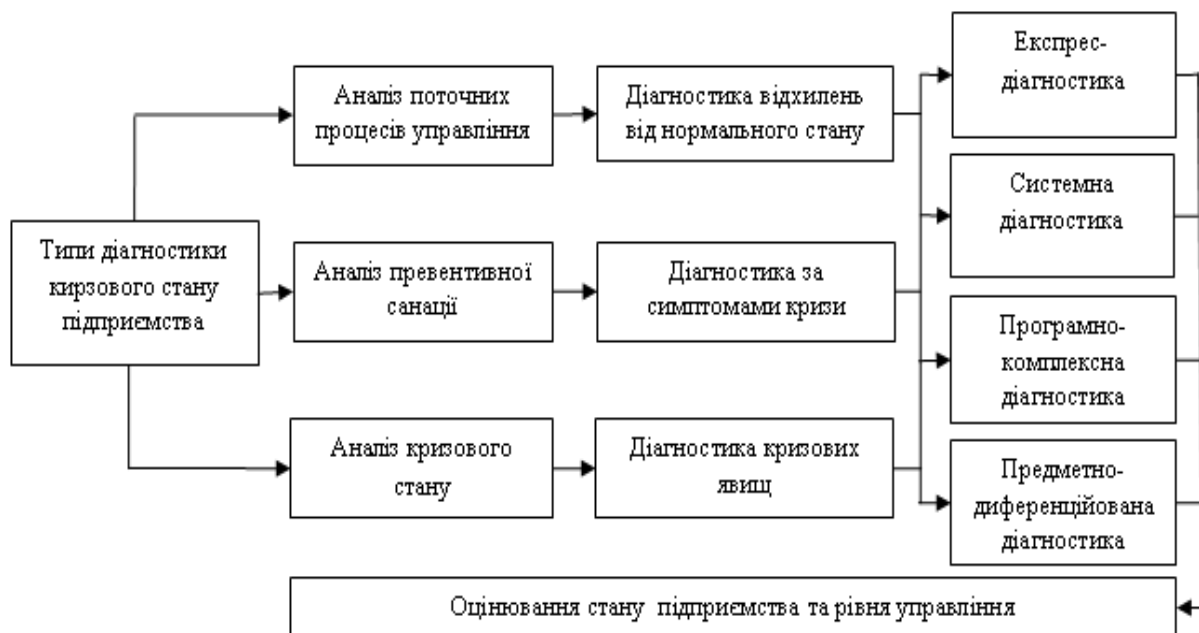 Типи діагностики
кирзового стану
підприємства
Аналіз поточних
процесів управління
Діагностика відхилень
від нормального стану
Аналіз превентивної
санації
Діагностика за
симптомами кризи
Аналіз кризового
стану
Діагностика кризових
явищ
Експрес-
діагностика
Системна
діагностика
Програмно-
комплексна
діагностика
Предметно-
диференційована
діагностика
Оцінювання стану підприємства та рівня управління